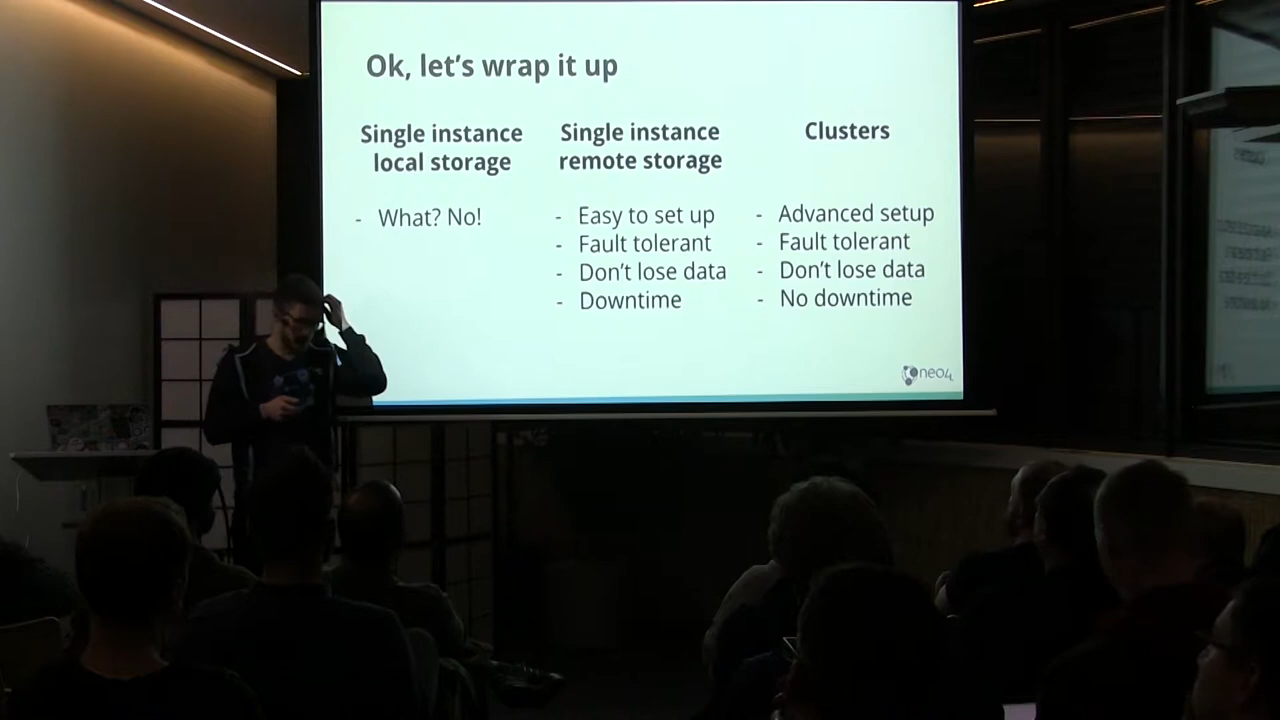 Ok, let's wrap it up
Single instance
local storage
- What? No!
Single instance
remote storage
- Easy to set up
- Fault tolerant
- Don't lose data
- Downtime
Clusters
- Advanced setup
- Fault tolerant
- Don't lose data
- No downtime
neo4j